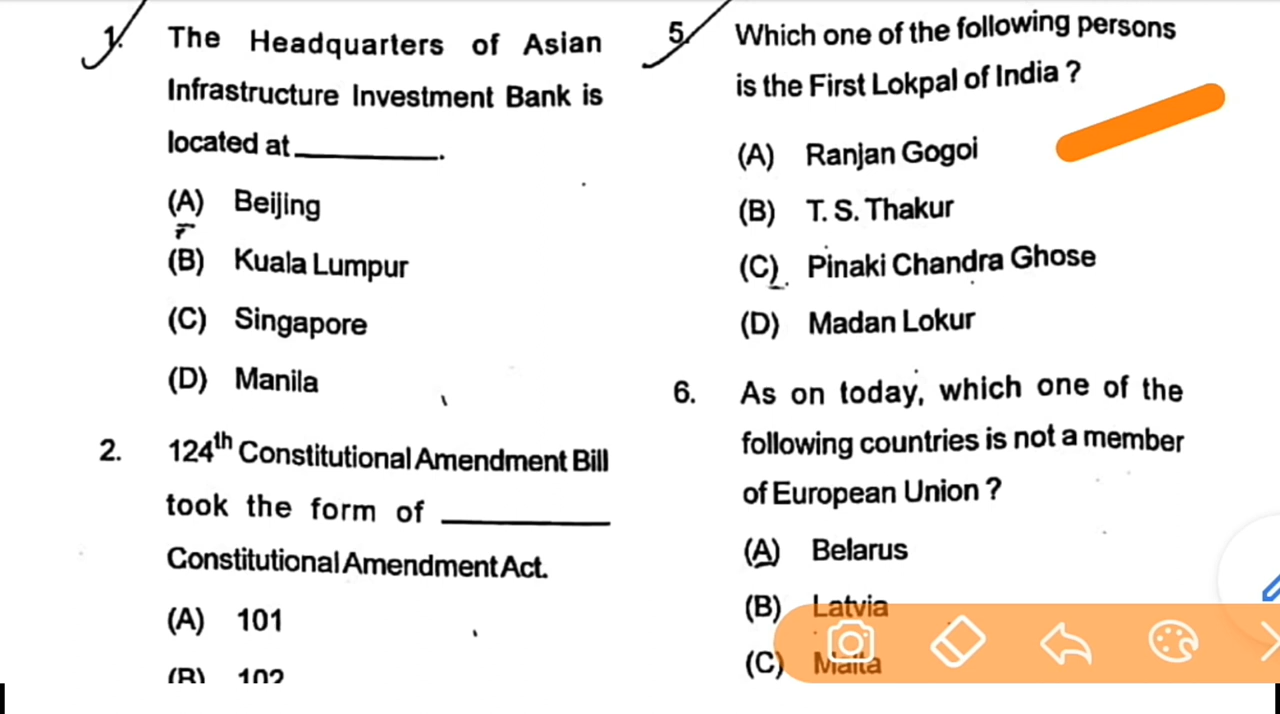 1. The Headquarters of Asian
Infrastructure Investment Bank is
located at ________.
(A) Beijing
(B) Kuala Lumpur
(C) Singapore
(D) Manila
2. 124th Constitutional Amendment Bill
took the form of ________
Constitutional Amendment Act.
(A) 101
(B) 102
5. Which one of the following persons
is the First Lokpal of India ?
(A) Ranjan Gogoi
(B) T. S. Thakur
(C) Pinaki Chandra Ghose
(D) Madan Lokur
6. As on today, which one of the
following countries is not a member
of European Union ?
(A) Belarus
(B) Latvia
(C) Malta